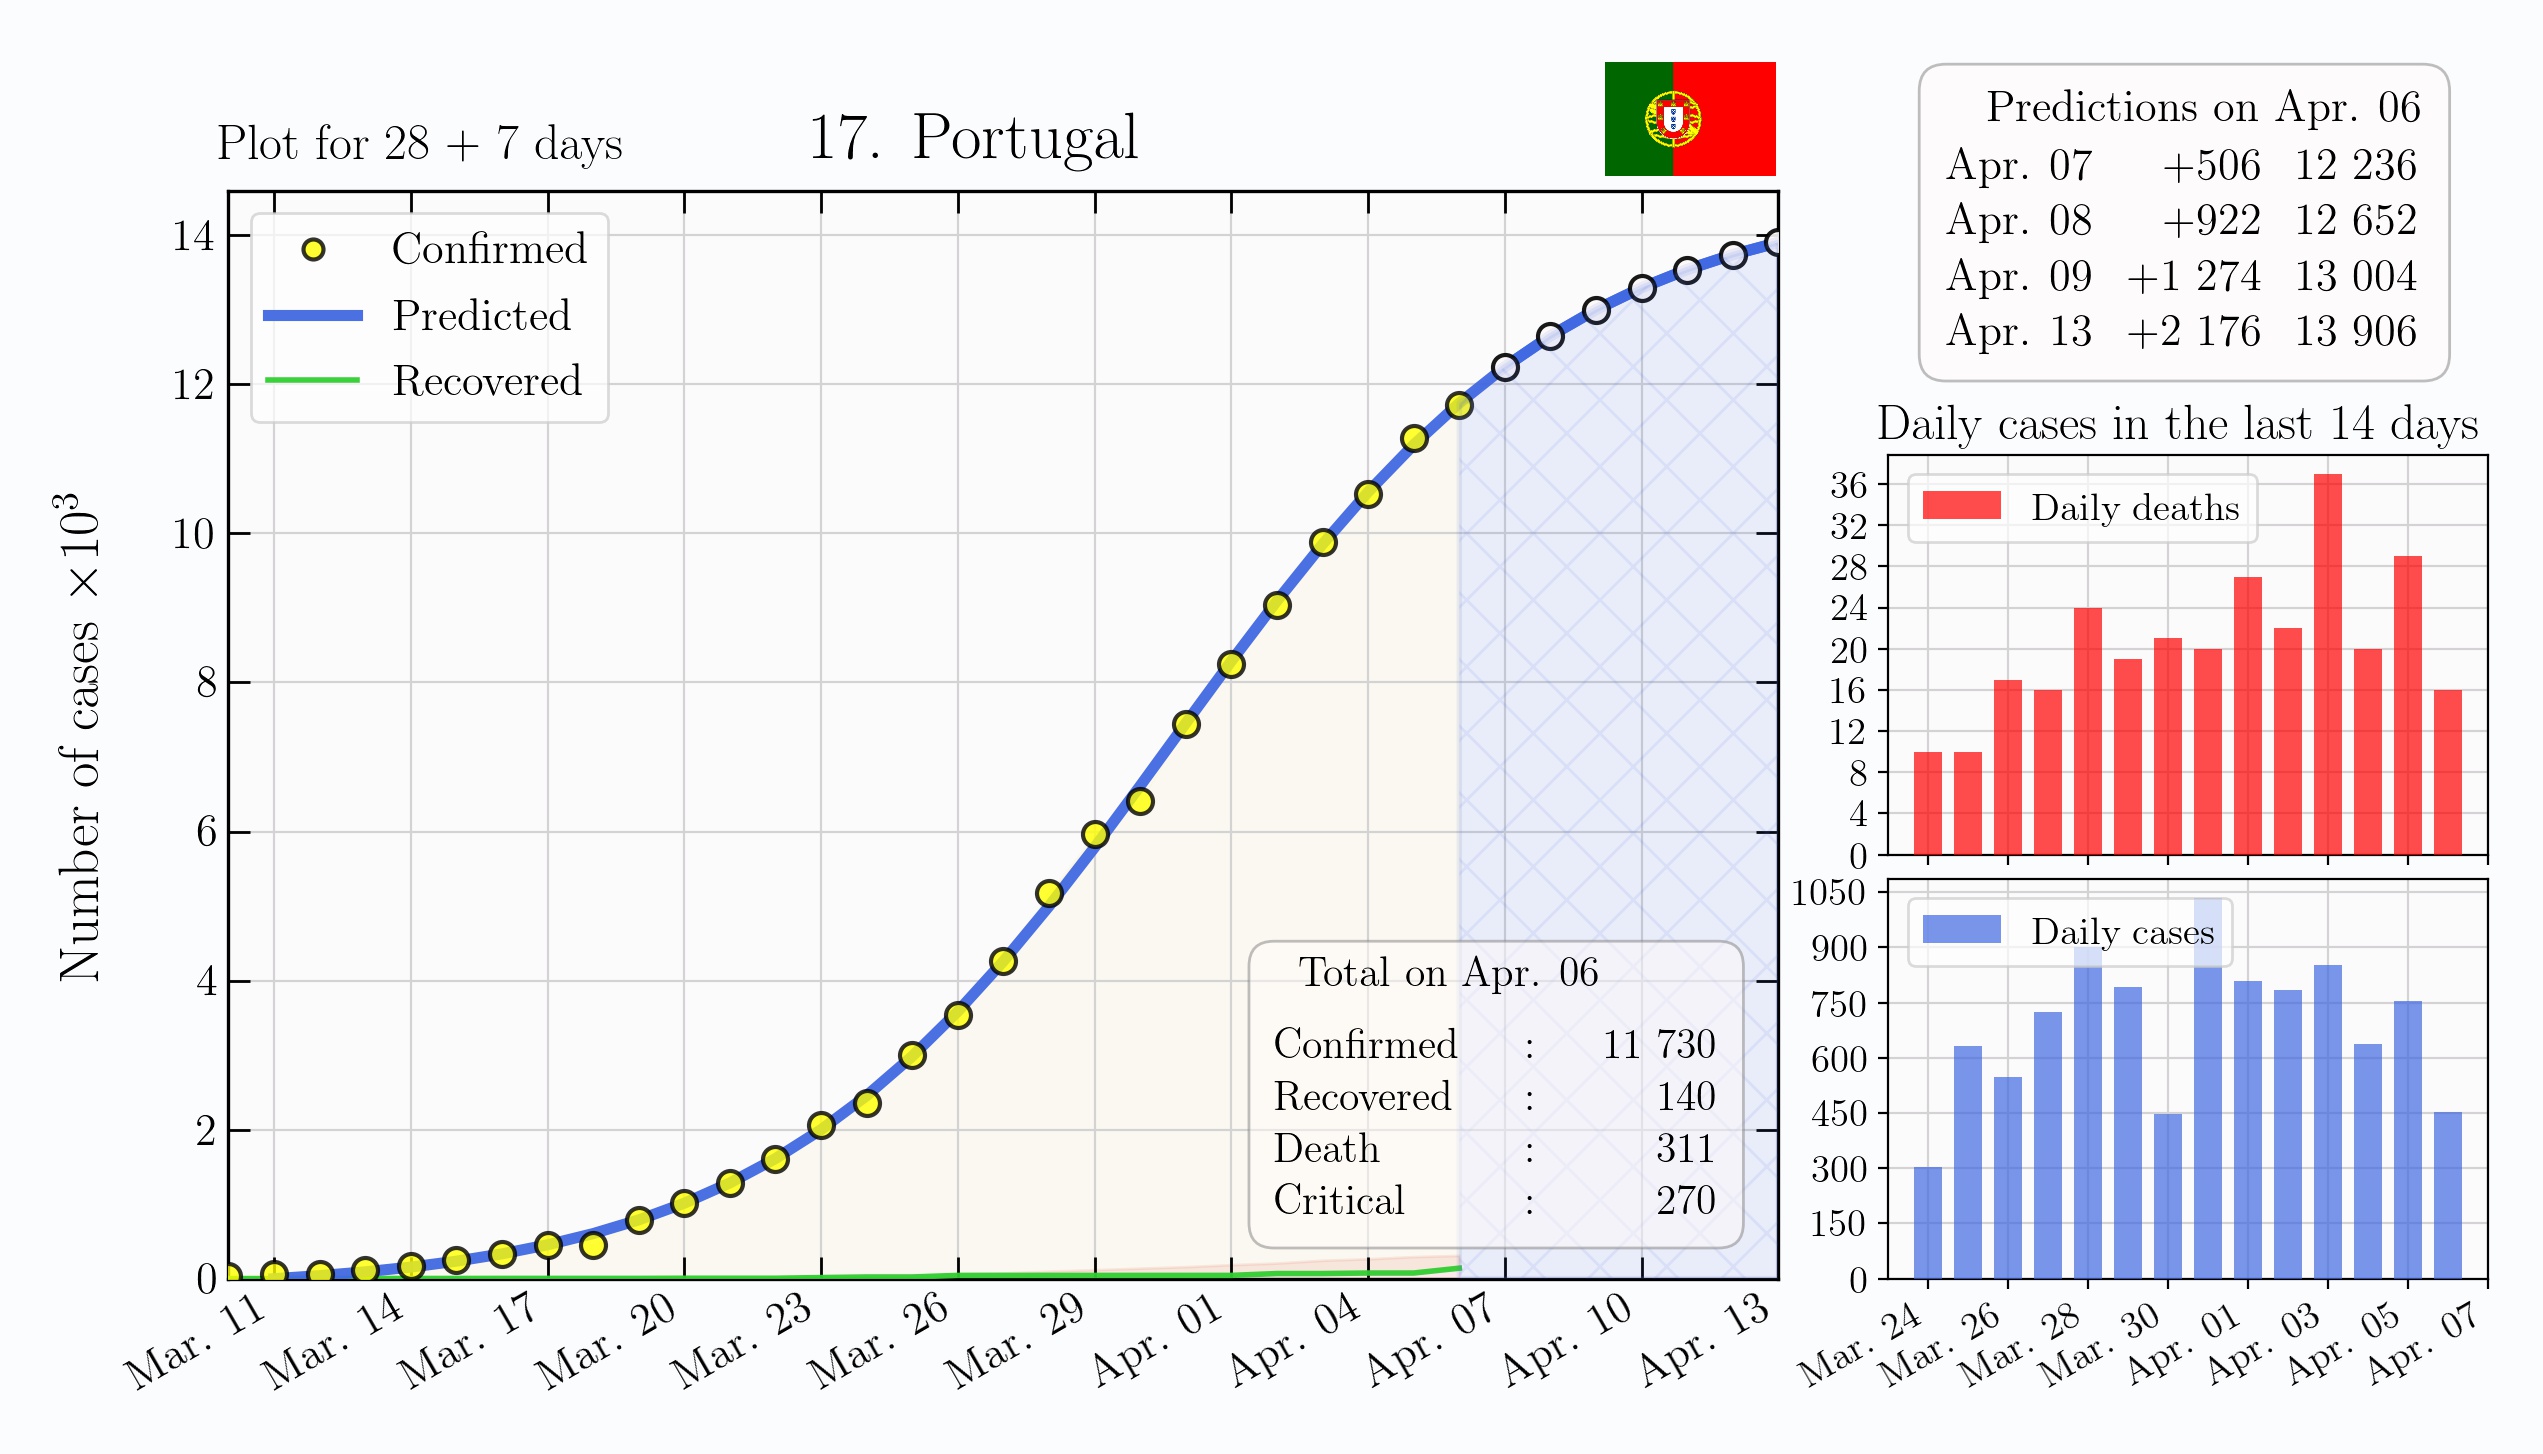 Plot for 28 + 7 days
17. Portugal
Number of cases ×10³
14
12
10
8
6
4
2
0
Confirmed
Predicted
Recovered
Total on Apr. 06
Confirmed : 11 730
Recovered : 140
Death : 311
Critical : 270
Mar. 11
Mar. 14
Mar. 17
Mar. 20
Mar. 23
Mar. 26
Mar. 29
Apr. 01
Apr. 04
Apr. 07
Apr. 10
Apr. 13
Predictions on Apr. 06
Apr. 07 +506 12 236
Apr. 08 +922 12 652
Apr. 09 +1 274 13 004
Apr. 13 +2 176 13 906
Daily cases in the last 14 days
36
32
28
24
20
16
12
8
4
0
Daily deaths
1050
900
750
600
450
300
150
0
Daily cases
Mar. 24
Mar. 26
Mar. 28
Mar. 30
Apr. 01
Apr. 03
Apr. 05
Apr. 07